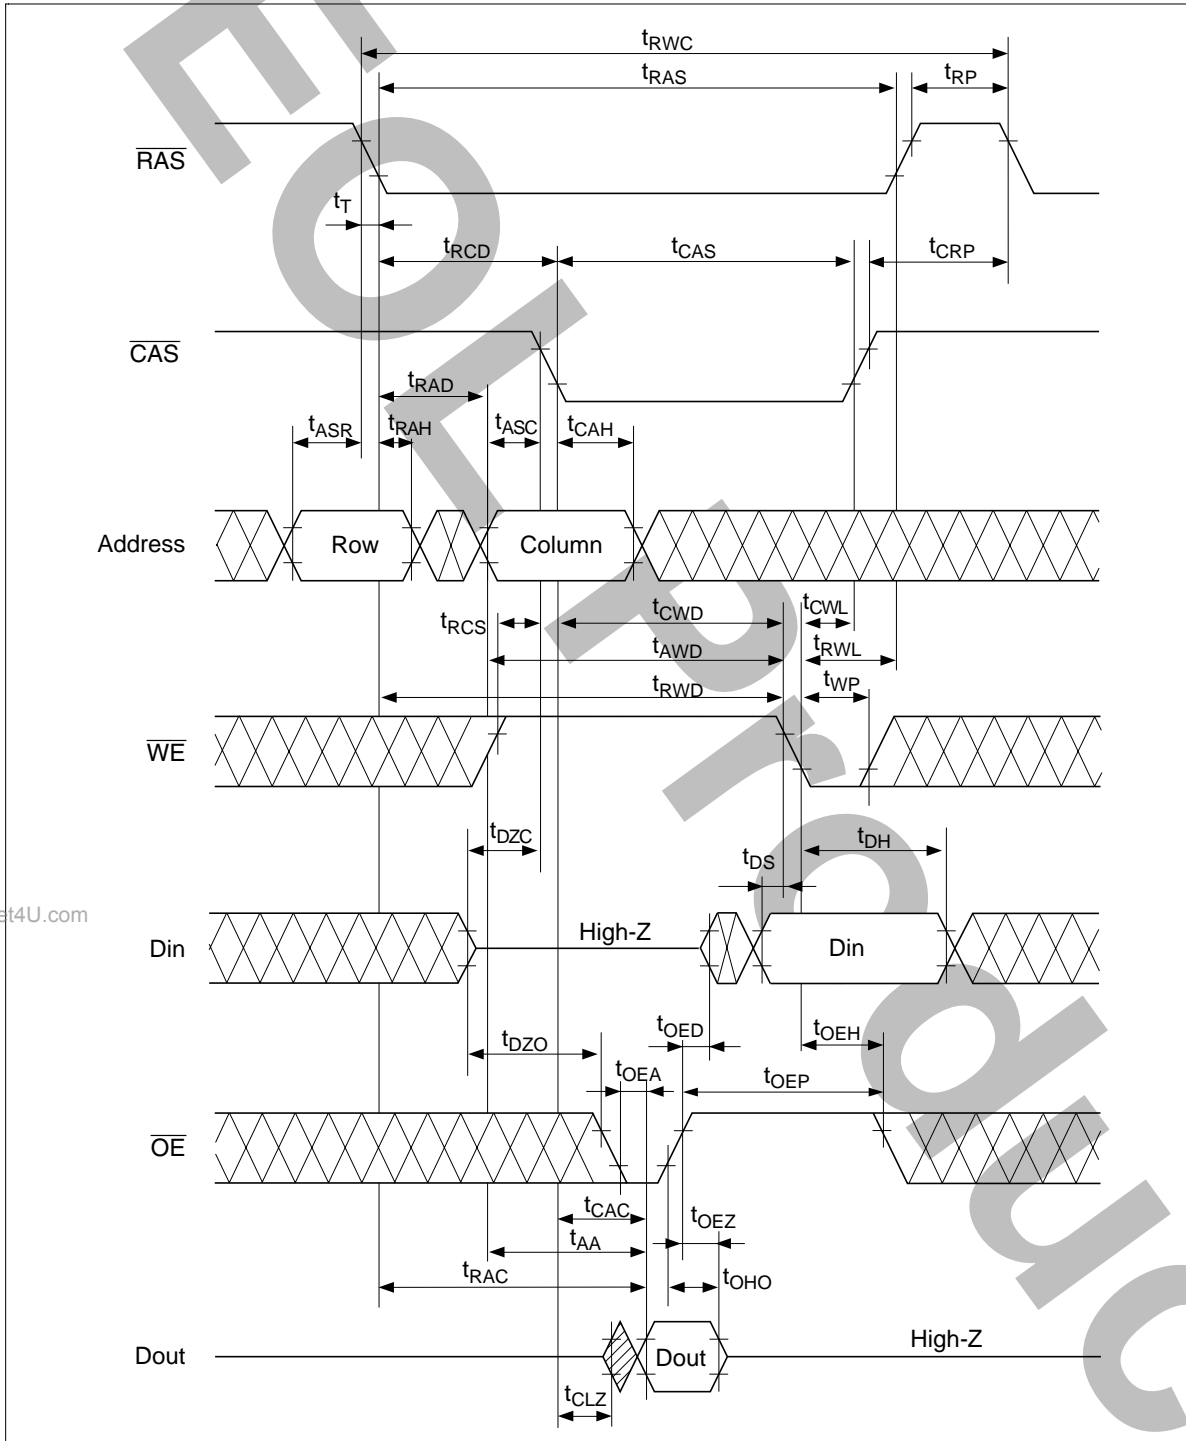 tRWC
tRAS
tRP
RAS
tT
tRCD
tCAS
tCRP
CAS
tRAD
tASR
tRAH
tASC
tCAH
Address
Row
Column
tRCS
tCWD
tCWL
tAWD
tRWL
tRWD
tWP
WE
tDZC
tDS
tDH
et4U.com
Din
High-Z
Din
tDZO
tOED
tOEH
tOEA
tOEP
OE
tCAC
tOEZ
tAA
tRAC
tOHO
Dout
Dout
High-Z
tCLZ
EOL Produc